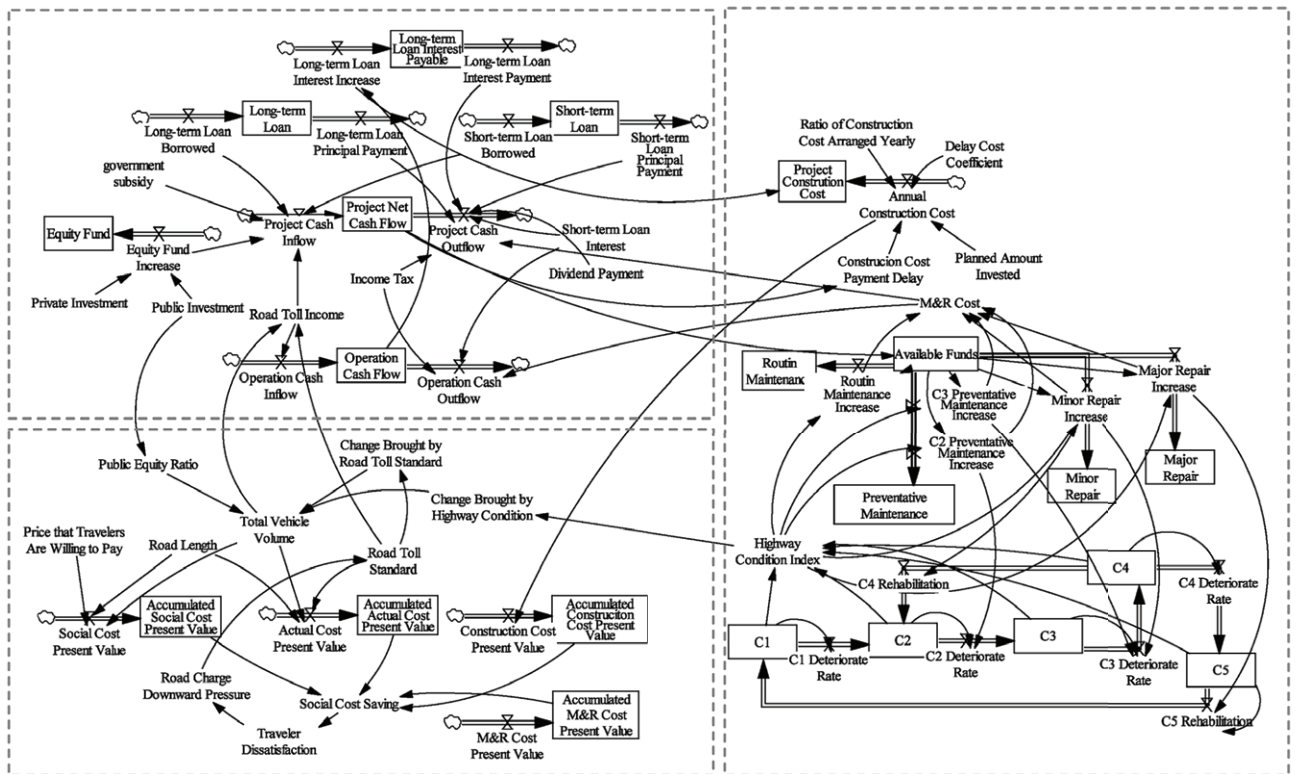 Long-term
Loan Interest
Payable
Long-term Loan
Interest Increase
Long-term Loan
Interest Payment
Long-term
Loan
Short-term
Loan
Long-term Loan
Borrowed
Long-term Loan
Principal Payment
Short-term Loan
Borrowed
Short-term
Loan
Principal
Payment
government
subsidy
Project Net
Cash Flow
Project Cash
Inflow
Project Cash
Outflow
Equity Fund
Equity Fund
Increase
Short-term Loan
Interest
Dividend Payment
Income Tax
Private Investment
Public Investment
Road Toll Income
Operation
Cash Flow
Operation Cash
Inflow
Operation Cash
Outflow
Ratio of Construction
Cost Arranged Yearly
Delay Cost
Coefficient
Project
Constrution
Cost
Annual
Construction Cost
Construcion Cost
Payment Delay
Planned Amount
Invested
M&R Cost
Available Funds
Routin
Maintenanc
Routin
Maintenance
Increase
C3 Preventative
Maintenance Increase
C2 Preventative
Maintenance
Increase
Minor Repair
Increase
Major Repair
Increase
Minor
Repair
Major
Repair
Preventative
Maintenance
Highway
Condition Index
C4 Rehabilitation
C4
C4 Deteriorate
Rate
C1
C1 Deteriorate
Rate
C2
C2 Deteriorate
Rate
C3
C3 Deteriorate
Rate
C5
C5 Rehabilitation
Public Equity Ratio
Change Brought by
Road Toll Standard
Change Brought by
Highway Condition
Total Vehicle
Volume
Price that Travelers
Are Willing to Pay
Road Length
Road Toll
Standard
Accumulated
Social Cost
Present Value
Social Cost
Present Value
Accumulated
Actual Cost
Present Value
Actual Cost
Present Value
Accumulated
Construciton
Cost Present
Value
Construction Cost
Present Value
Road Charge
Downward Pressure
Social Cost Saving
Traveler
Dissatisfaction
Accumulated
M&R Cost
Present Value
M&R Cost
Present Value